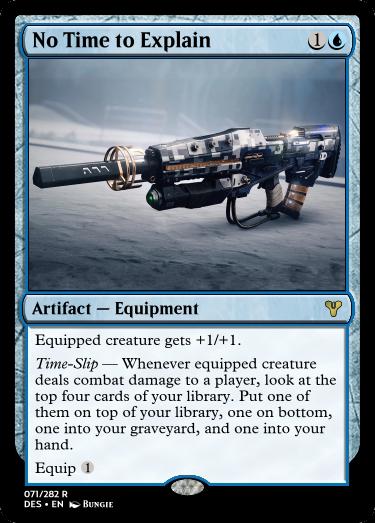 No Time to Explain
1
Artifact — Equipment
Equipped creature gets +1/+1.
Time-Slip — Whenever equipped creature
deals combat damage to a player, look at the
top four cards of your library. Put one of
them on top of your library, one on bottom,
one into your graveyard, and one into your
hand.
Equip 1
071/282 R
DES • EN Bungie